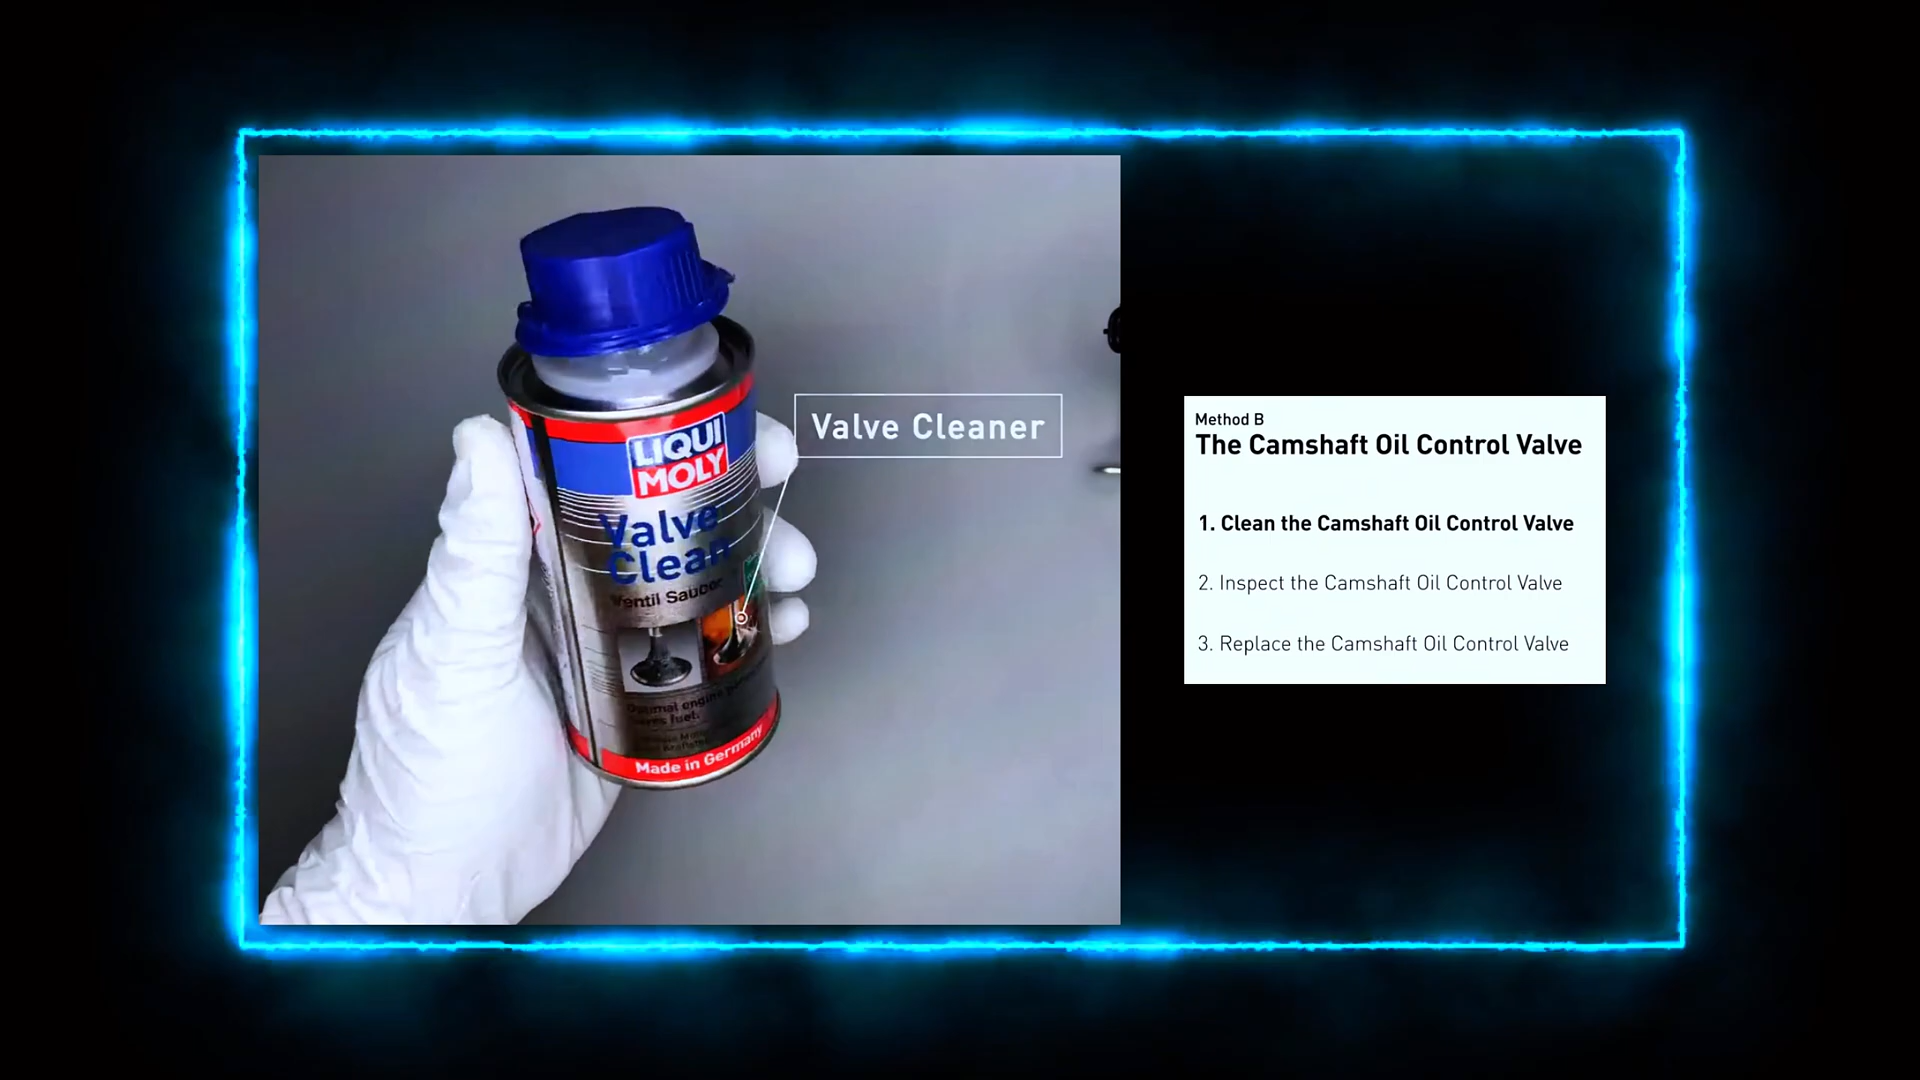 Valve Cleaner
LIQUI
MOLY
Valve
Clean
Ventil Sauber
Made in Germany
Method B
The Camshaft Oil Control Valve
1. Clean the Camshaft Oil Control Valve
2. Inspect the Camshaft Oil Control Valve
3. Replace the Camshaft Oil Control Valve